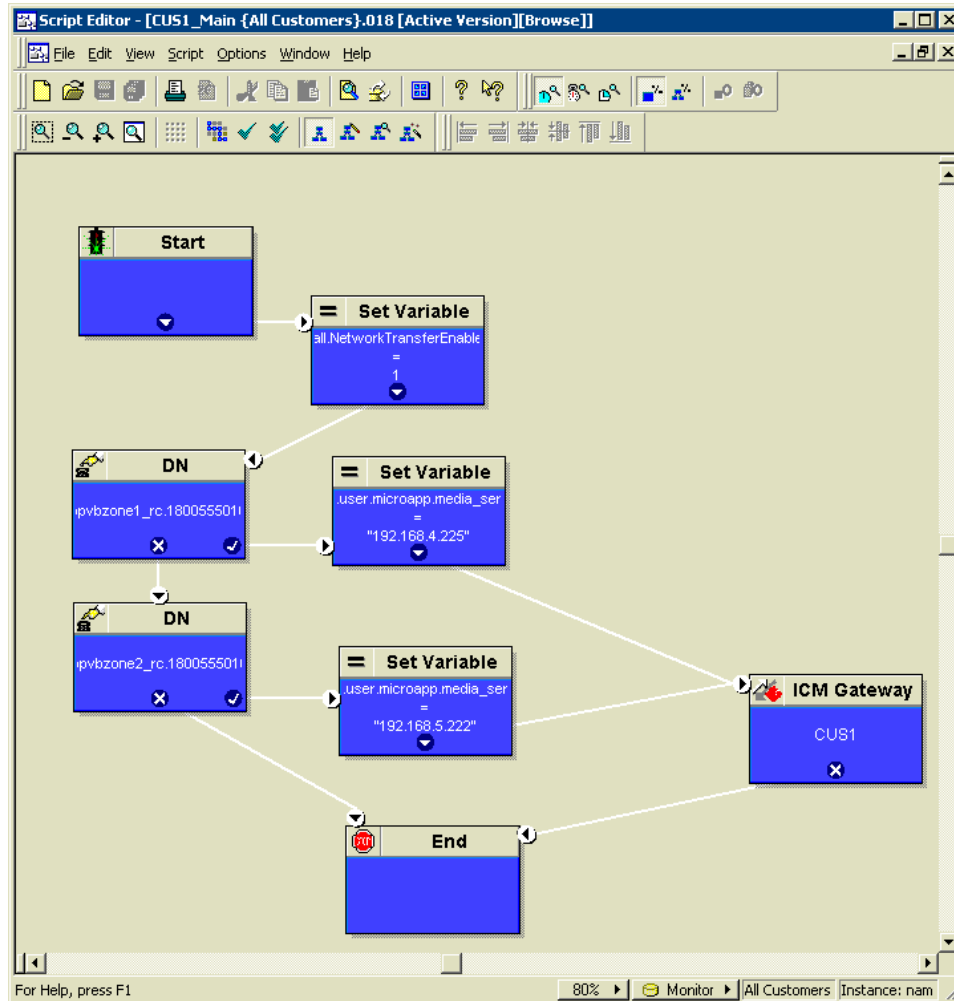 Script Editor - [CUS1_Main {All Customers}.018 [Active Version][Browse]]
File Edit View Script Options Window Help
Start
Set Variable
all.NetworkTransferEnable
=
1
DN
pvbzone1_rc.180055501
Set Variable
.user.microapp.media_ser
=
"192.168.4.225"
DN
pvbzone2_rc.180055501
Set Variable
.user.microapp.media_ser
=
"192.168.5.222"
ICM Gateway
CUS1
End
For Help, press F1
80%
Monitor
All Customers
Instance: nam